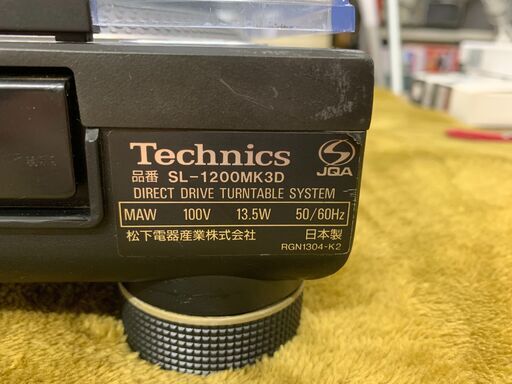 Technics
品番 SL-1200MK3D
JQA
DIRECT DRIVE TURNTABLE SYSTEM
MAW 100V 13.5W 50/60Hz
松下電器産業株式会社 日本製
RGN1304-K2